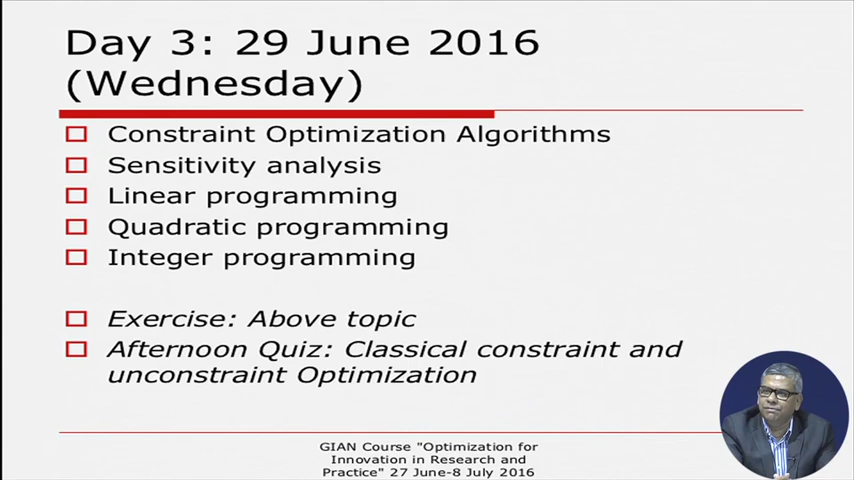 Day 3: 29 June 2016
(Wednesday)
Constraint Optimization Algorithms
Sensitivity analysis
Linear programming
Quadratic programming
Integer programming
Exercise: Above topic
Afternoon Quiz: Classical constraint and
unconstraint Optimization
GIAN Course "Optimization for
Innovation in Research and
Practice" 27 June-8 July 2016